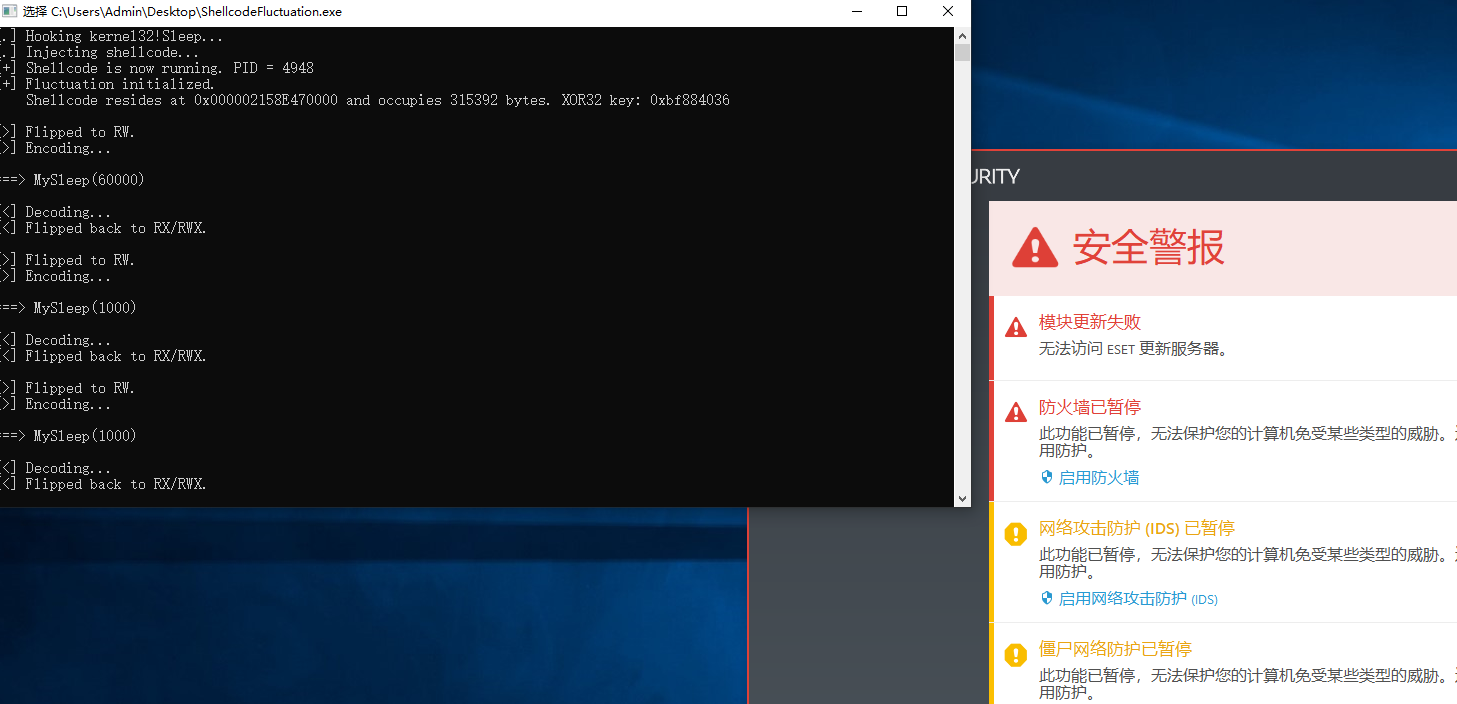 选择 C:\Users\Admin\Desktop\ShellcodeFluctuation.exe
.] Hooking kernel32!Sleep...
.] Injecting shellcode...
+] Shellcode is now running. PID = 4948
+] Fluctuation initialized.
Shellcode resides at 0x000002158E470000 and occupies 315392 bytes. XOR32 key: 0xbf884036
>] Flipped to RW.
>] Encoding...
==> MySleep(60000)
<] Decoding...
<] Flipped back to RX/RWX.
>] Flipped to RW.
>] Encoding...
==> MySleep(1000)
<] Decoding...
<] Flipped back to RX/RWX.
>] Flipped to RW.
>] Encoding...
==> MySleep(1000)
<] Decoding...
<] Flipped back to RX/RWX.
URITY
安全警报
模块更新失败
无法访问 ESET 更新服务器。
防火墙已暂停
此功能已暂停，无法保护您的计算机免受某些类型的威胁。
用防护。
启用防火墙
网络攻击防护 (IDS) 已暂停
此功能已暂停，无法保护您的计算机免受某些类型的威胁。
用防护。
启用网络攻击防护 (IDS)
僵尸网络防护已暂停
此功能已暂停，无法保护您的计算机免受某些类型的威胁。
用防护。